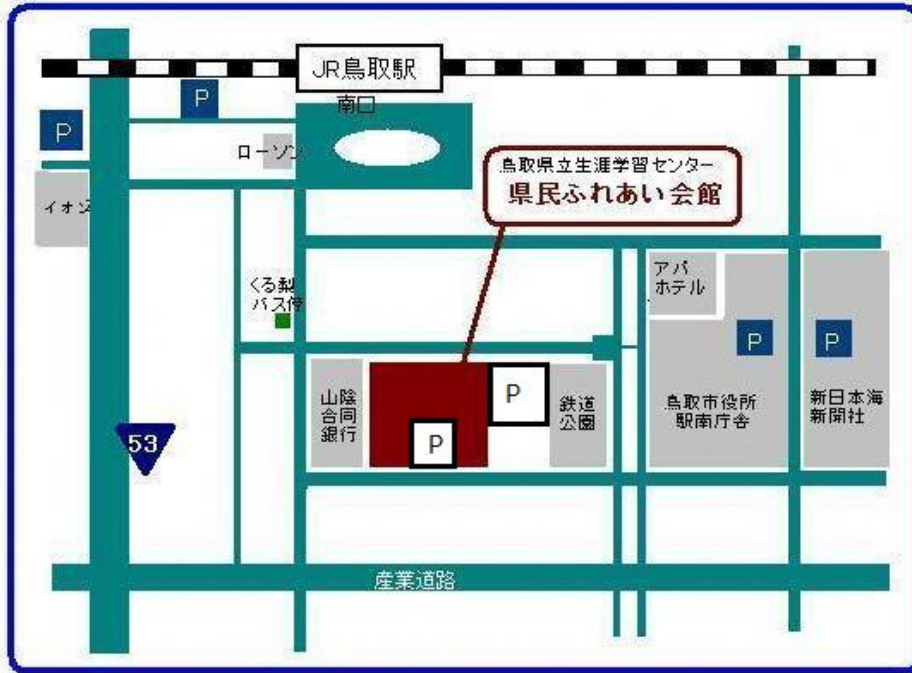 JR鳥取駅
南口
P
P
ローソン
鳥取県立生涯学習センター
県民ふれあい会館
イオン
くる梨
バス停
アパ
ホテル
P
P
山陰
合同
銀行
P
P
鉄道
公園
鳥取市役所
駅南庁舎
新日本海
新聞社
53
産業道路